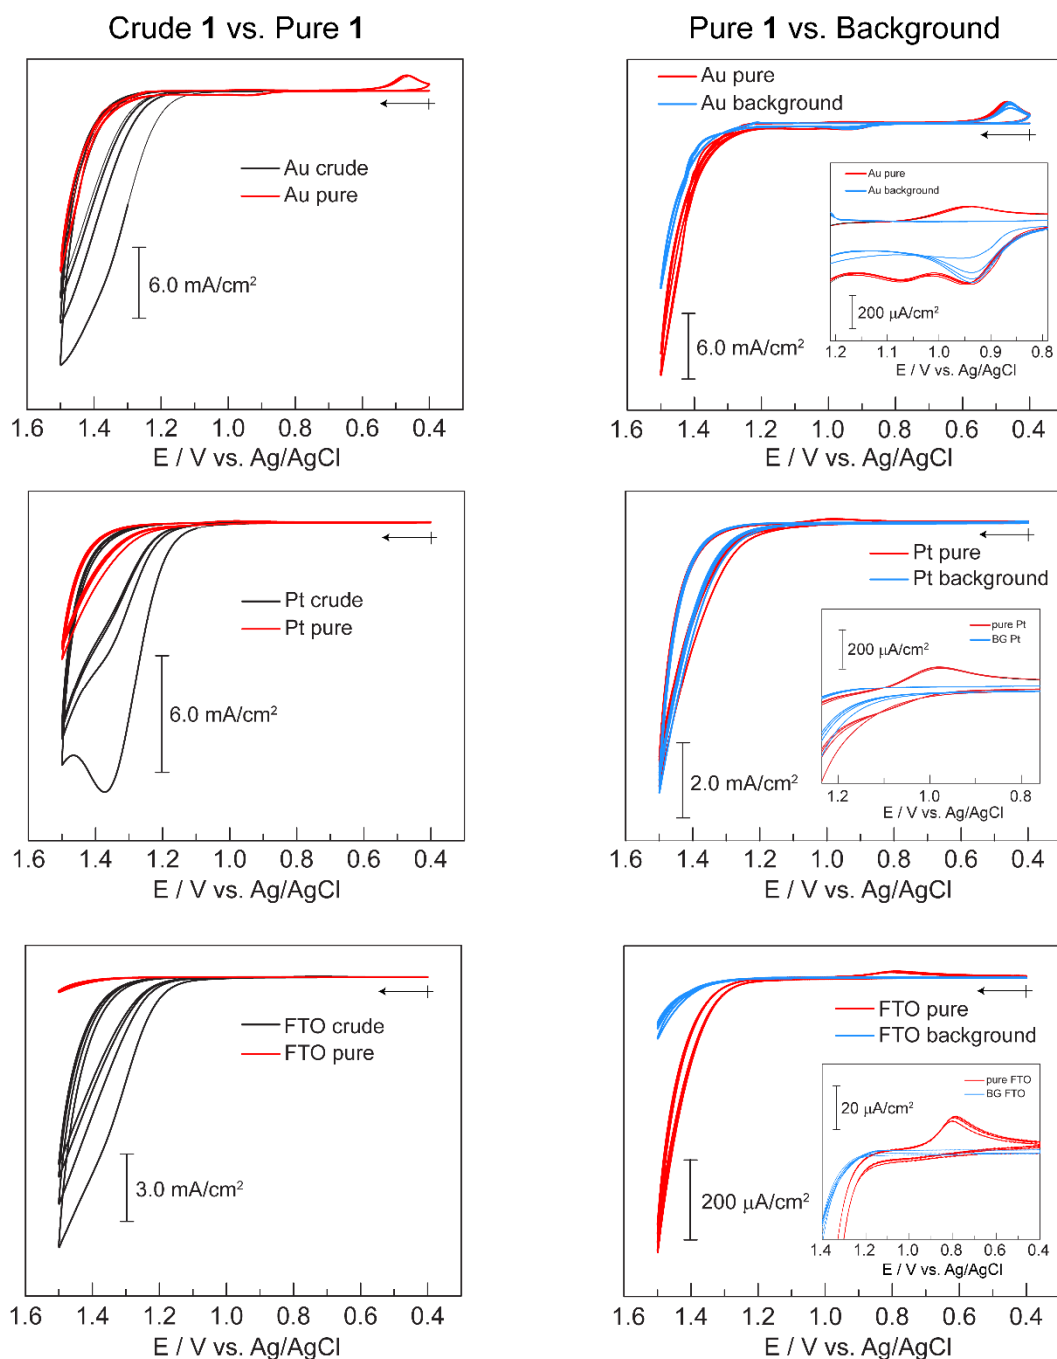 Crude 1 vs. Pure 1
Au crude
Au pure
6.0 mA/cm²
1.6 1.4 1.2 1.0 0.8 0.6 0.4
E / V vs. Ag/AgCl
Pure 1 vs. Background
Au pure
Au background
Au pure
Au background
200 µA/cm²
1.2 1.1 1.0 0.9 0.8
E / V vs. Ag/AgCl
6.0 mA/cm²
1.6 1.4 1.2 1.0 0.8 0.6 0.4
E / V vs. Ag/AgCl
Pt crude
Pt pure
6.0 mA/cm²
1.6 1.4 1.2 1.0 0.8 0.6 0.4
E / V vs. Ag/AgCl
Pt pure
Pt background
pure Pt
BG Pt
200 µA/cm²
1.2 1.0 0.8
E / V vs. Ag/AgCl
2.0 mA/cm²
1.6 1.4 1.2 1.0 0.8 0.6 0.4
E / V vs. Ag/AgCl
FTO crude
FTO pure
3.0 mA/cm²
1.6 1.4 1.2 1.0 0.8 0.6 0.4
E / V vs. Ag/AgCl
FTO pure
FTO background
pure FTO
BG FTO
20 µA/cm²
1.4 1.2 1.0 0.8 0.6 0.4
E / V vs. Ag/AgCl
200 µA/cm²
1.6 1.4 1.2 1.0 0.8 0.6 0.4
E / V vs. Ag/AgCl